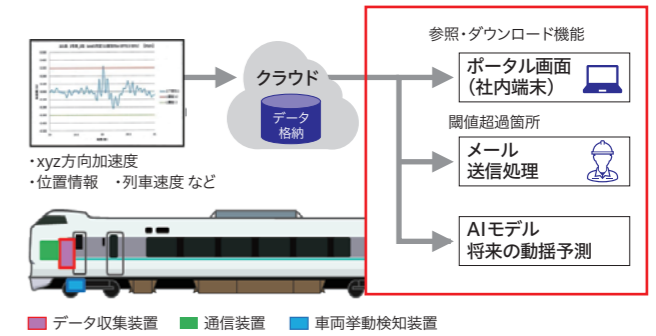 参照・ダウンロード機能
ポータル画面
（社内端末）
クラウド
データ
格納
閾値超過箇所
メール
送信処理
・xyz方向加速度
・位置情報 ・列車速度 など
AIモデル
将来の動揺予測
データ収集装置 通信装置 車両挙動検知装置